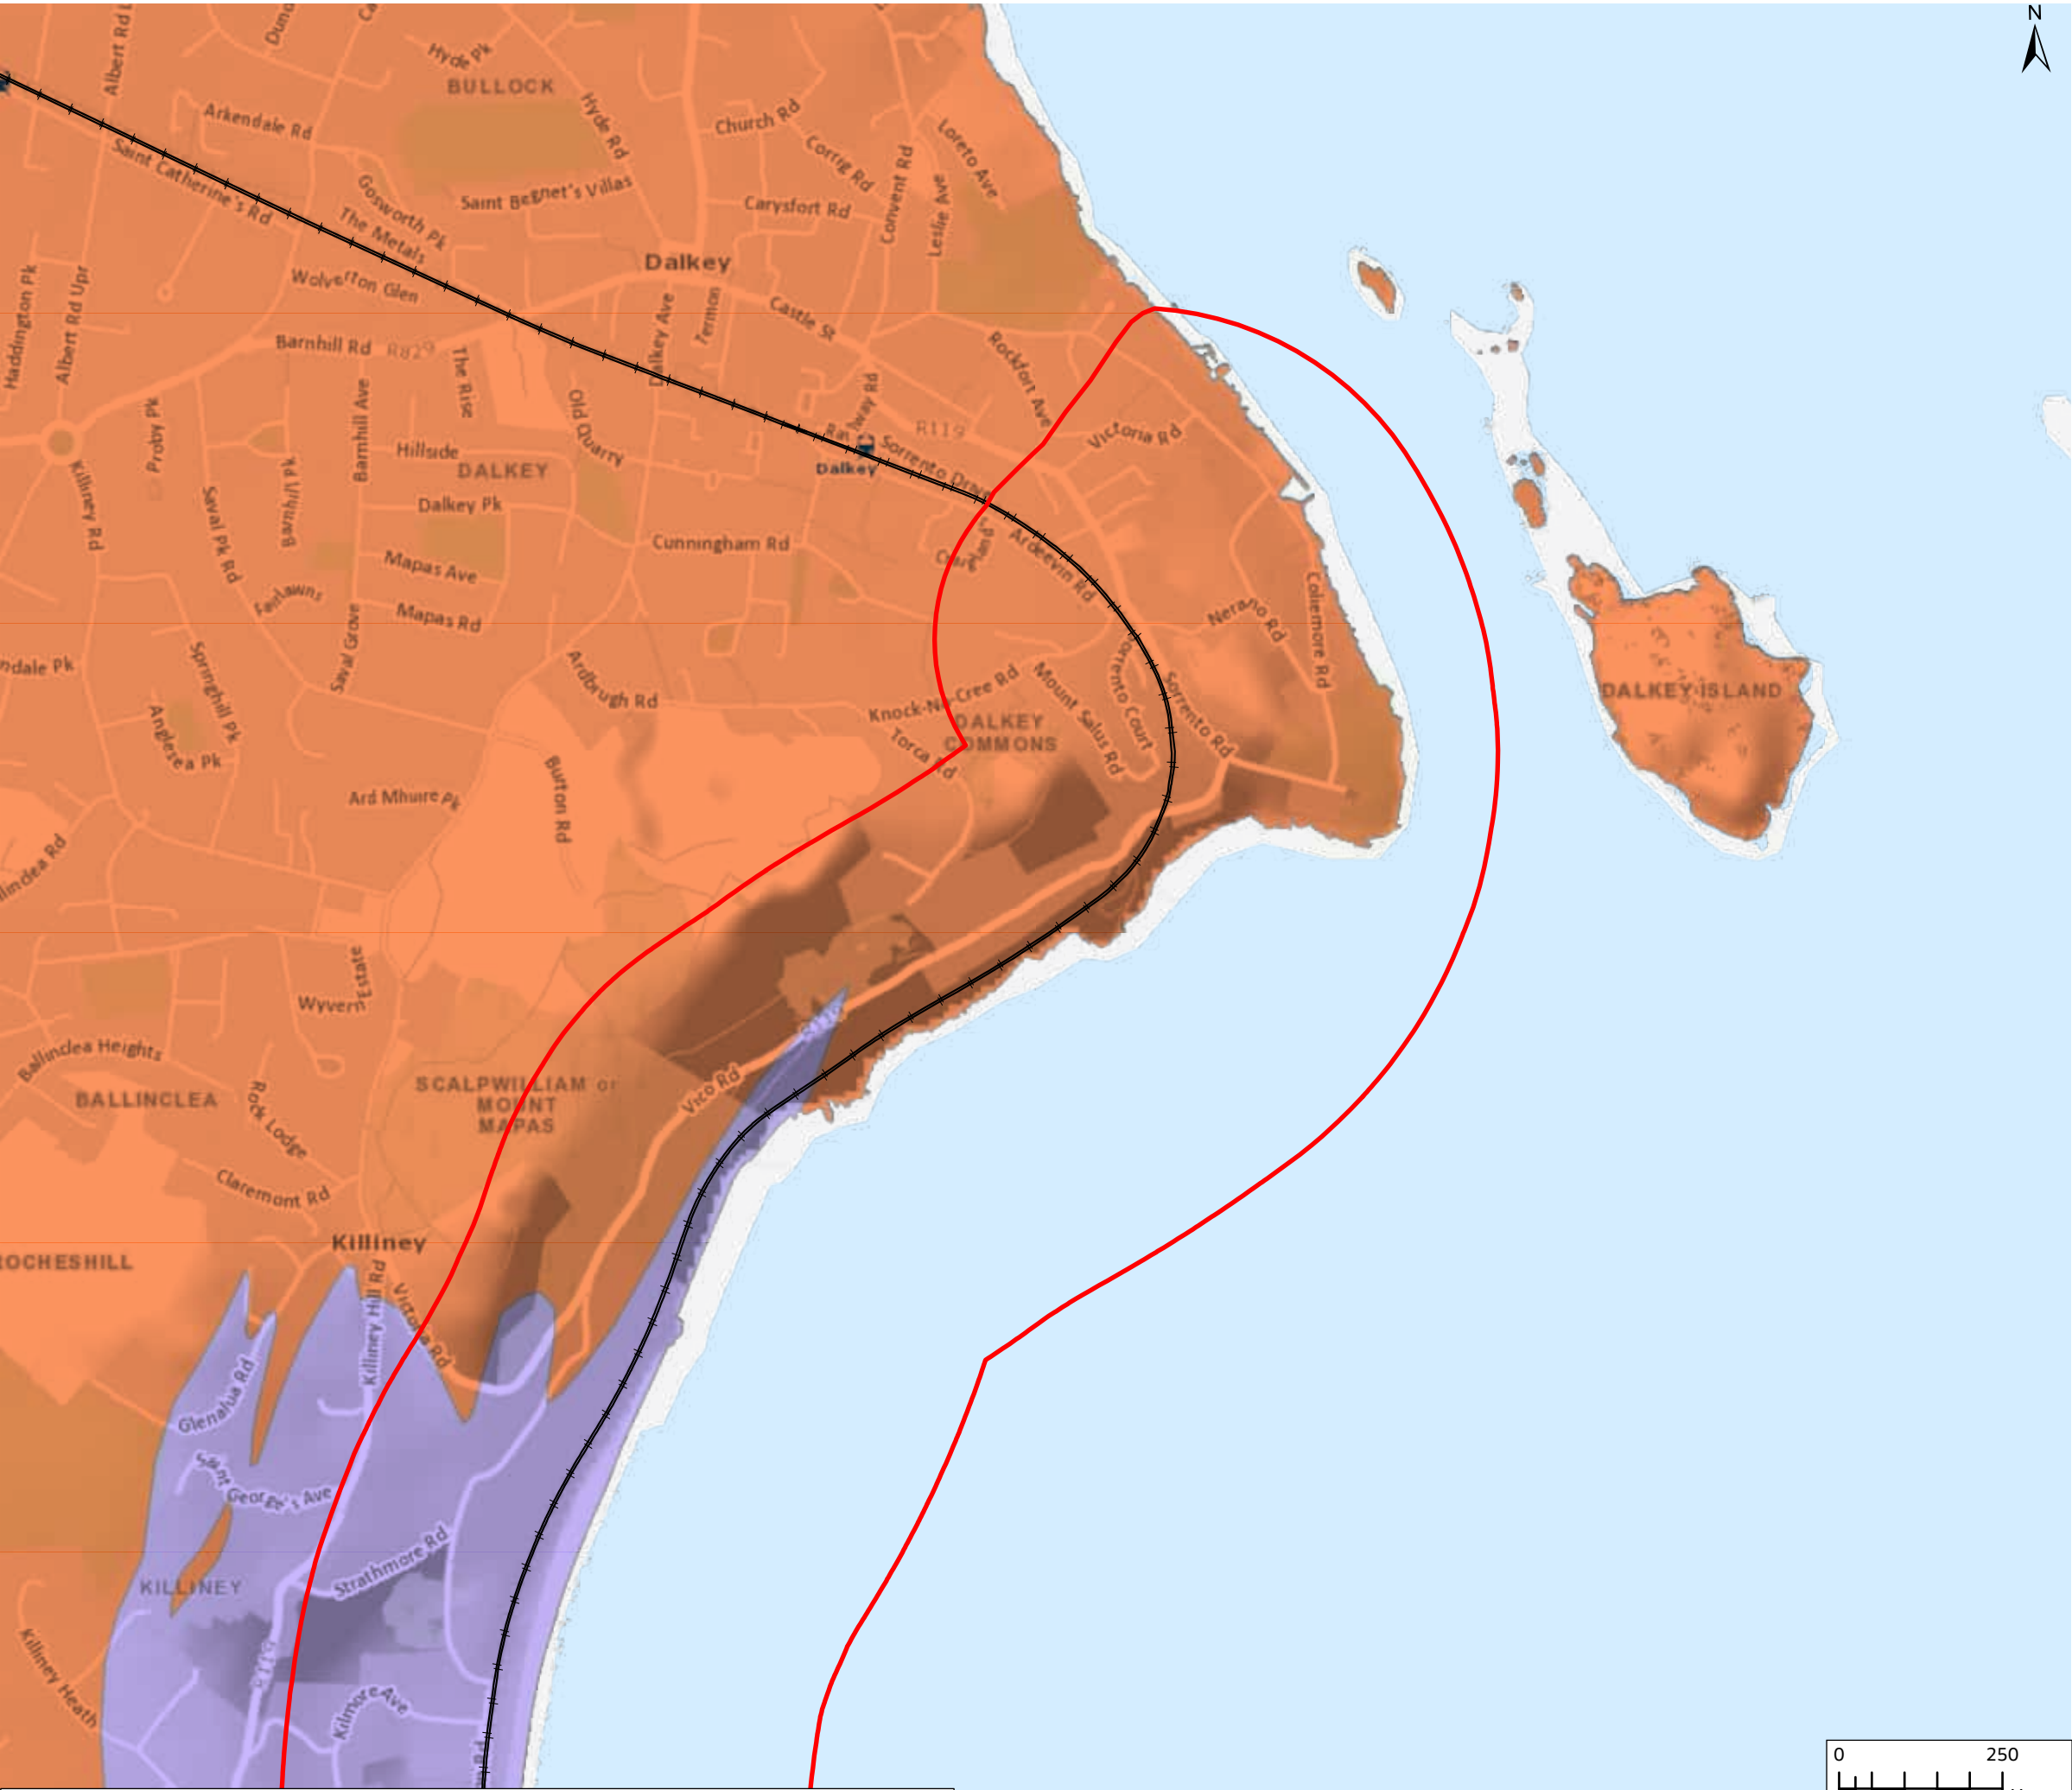 N
Albert Rd
Hyde Pk
BULLOCK
Arkendale Rd
Hyde Rd
Church Rd
Loreto Ave
Corrig Rd
Saint Catherine's Rd
Gosworth Pk
Saint Begnet's Villas
Convent Rd
Leslie Ave
Carysfort Rd
The Metals
Dalkey
Wolverton Glen
Haddington Pk
Albert Rd Upr
Dalkey Ave
Termon
Castle St
Barnhill Rd
R829
The Rise
Rockfort Ave
Proby Pk
Barnhill Ave
Old Quarry
Railway Rd
R119
Victoria Rd
Hillside
DALKEY
Dalkey
Sorrento Drive
Killiney Rd
Saval Pk Rd
Barnhill Pk
Dalkey Pk
Cunningham Rd
Ardeevin Rd
Mapas Ave
Fairlawns
Mapas Rd
Nerano Rd
Coliemore Rd
Saval Grove
Springhill Pk
ndale Pk
Ardbrugh Rd
Knock-Na-Cree Rd
Mount Salus Rd
Sorrento Court
Sorrento Rd
DALKEY ISLAND
DALKEY
COMMONS
Torca Rd
Anglesea Pk
Burton Rd
Ard Mhuire Pk
llinclea Rd
Wyvern Estate
R119
Ballinclea Heights
SCALPWILLIAM or
MOUNT
MAPAS
Vico Rd
BALLINCLEA
Rock Lodge
Claremont Rd
Killiney
ROCHESHILL
Killiney Hill Rd
Victoria Rd
Glenalua Rd
Saint George's Ave
Strathmore Rd
KILLINEY
Killiney Heath
R119
Kilmore Ave
0 250